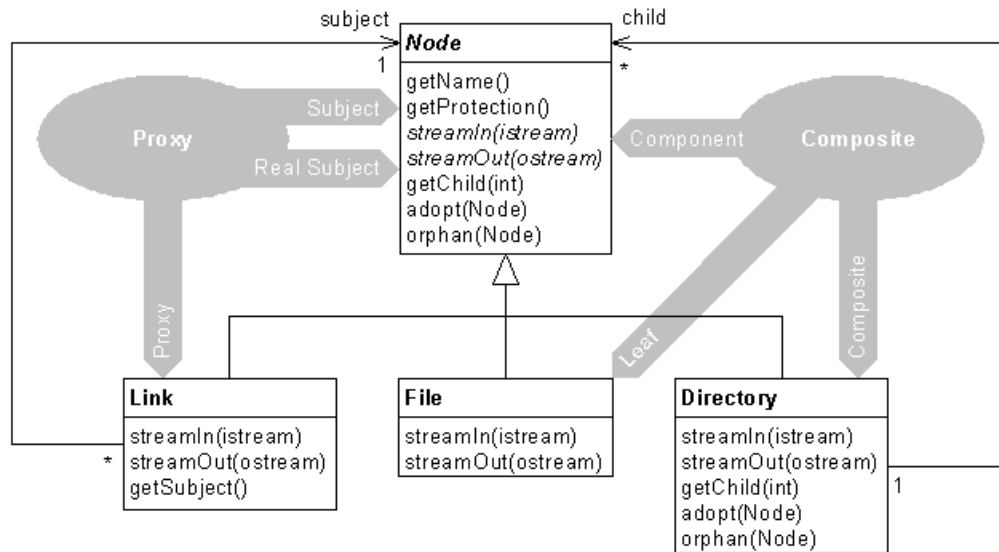 subject
child
Node
1
*
getName()
getProtection()
streamIn(istream)
streamOut(ostream)
getChild(int)
adopt(Node)
orphan(Node)
Proxy
Subject
Real Subject
Proxy
Composite
Component
Leaf
Composite
Link
streamIn(istream)
streamOut(ostream)
getSubject()
*
File
streamIn(istream)
streamOut(ostream)
Directory
streamIn(istream)
streamOut(ostream)
getChild(int)
adopt(Node)
orphan(Node)
1